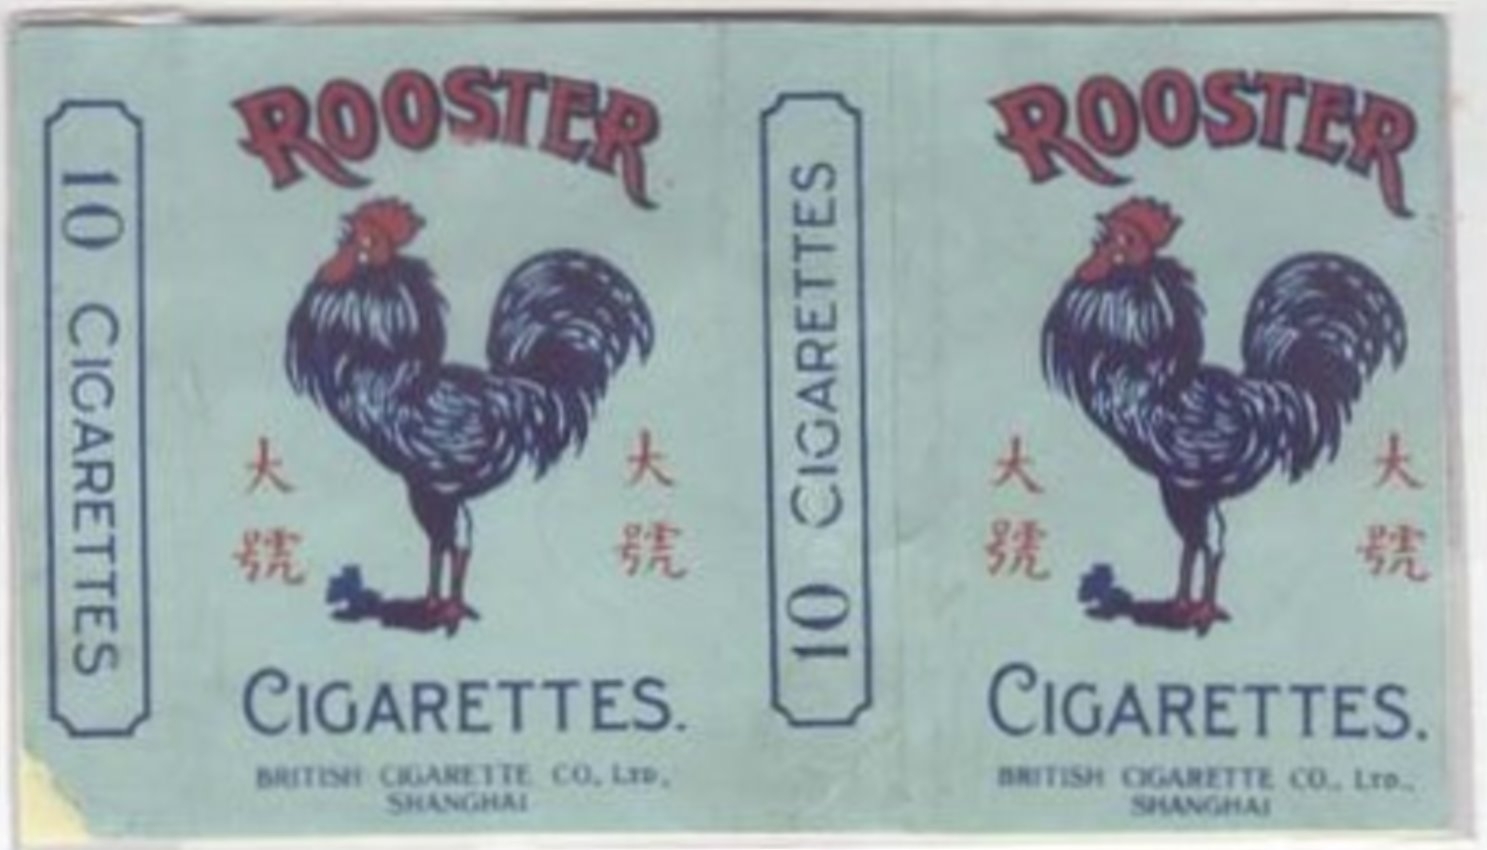 10 CIGARETTES
ROOSTER
大號
大號
CIGARETTES.
BRITISH CIGARETTE CO., LTD.,
SHANGHAI
10 CIGARETTES
ROOSTER
大號
大號
CIGARETTES.
BRITISH CIGARETTE CO., LTD.,
SHANGHAI